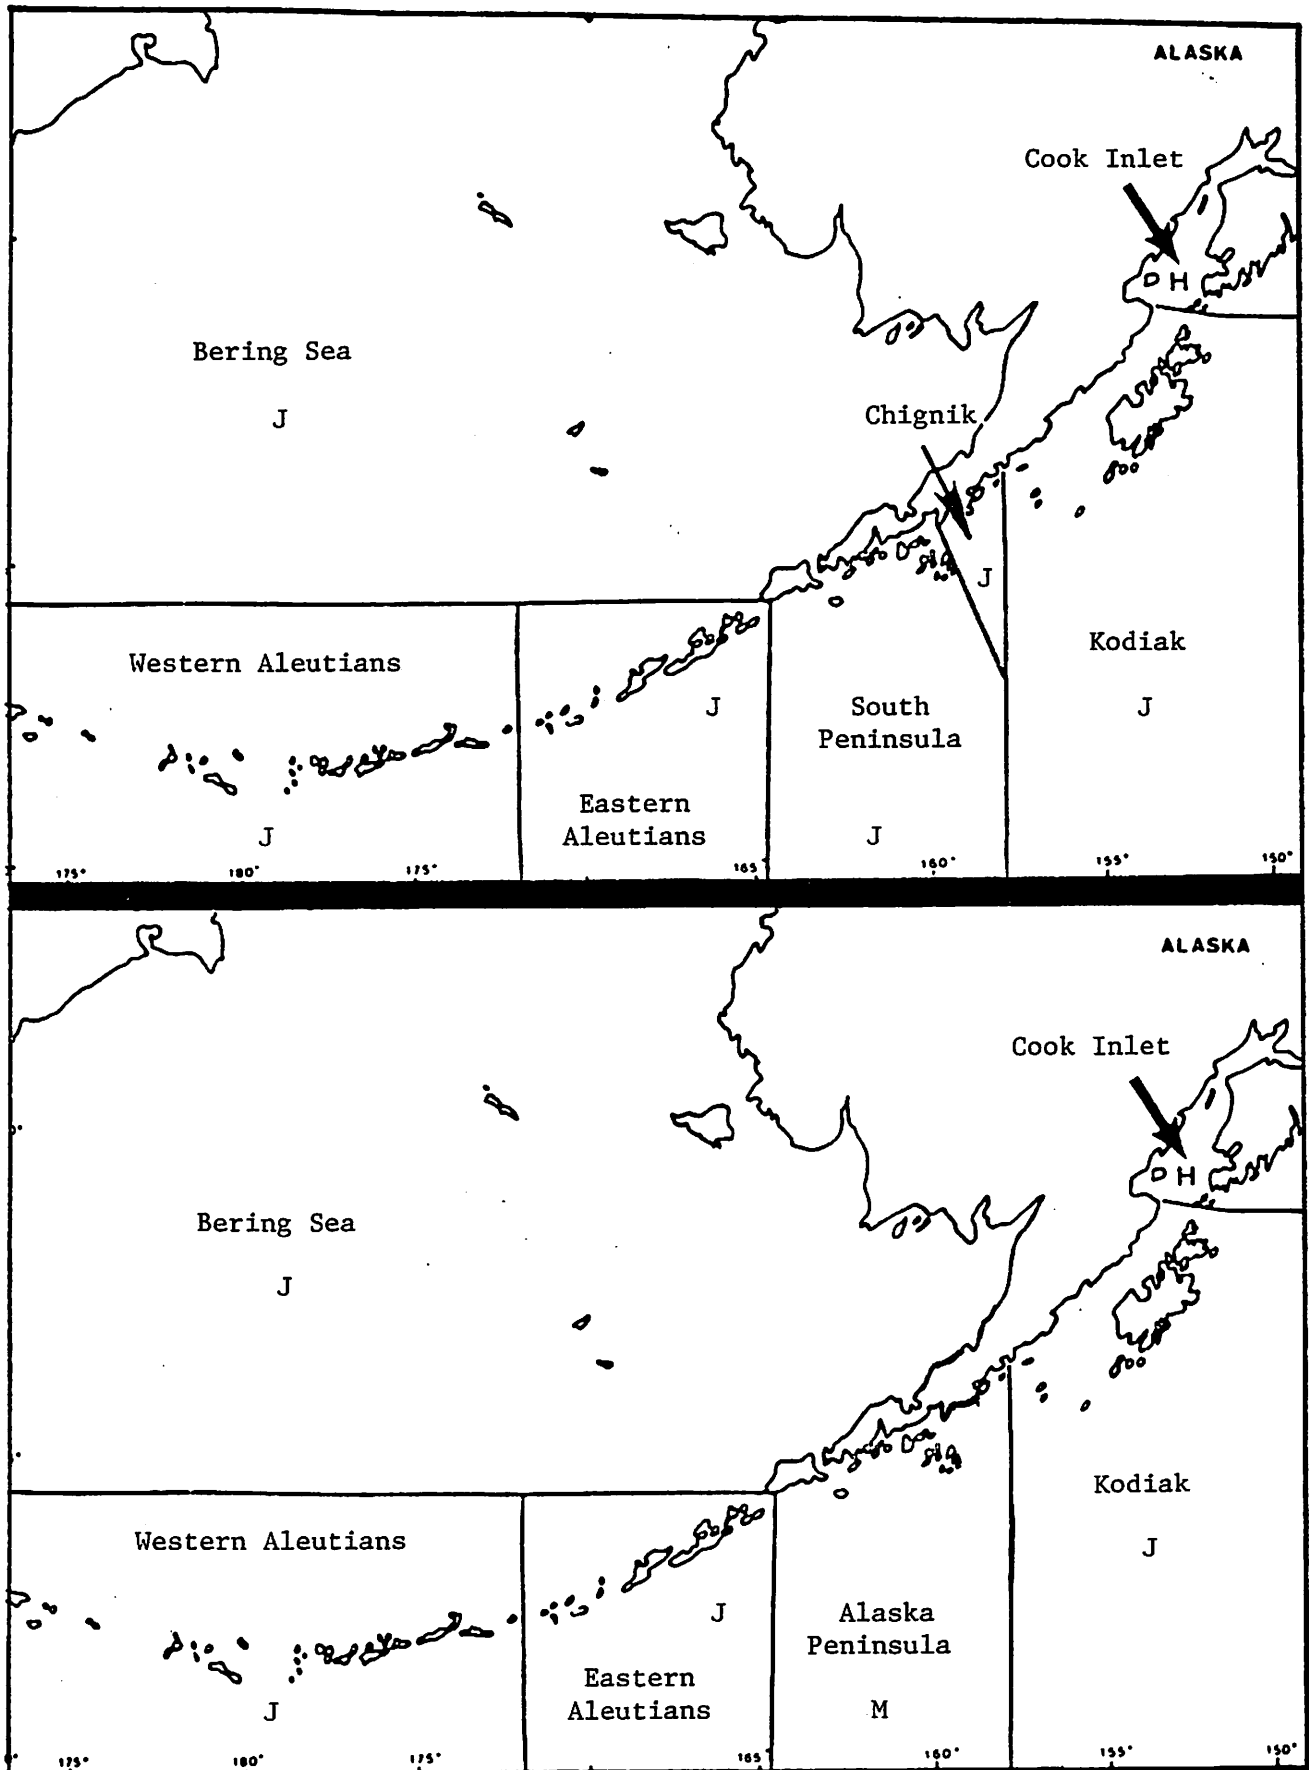 ALASKA
Cook Inlet
D H
Bering Sea
J
Chignik
J
Western Aleutians
J
Eastern
Aleutians
J
South
Peninsula
J
Kodiak
J
175°
180°
175°
165°
160°
155°
150°
ALASKA
Cook Inlet
D H
Bering Sea
J
Western Aleutians
J
Eastern
Aleutians
J
Alaska
Peninsula
M
Kodiak
J
175°
180°
175°
165°
160°
155°
150°